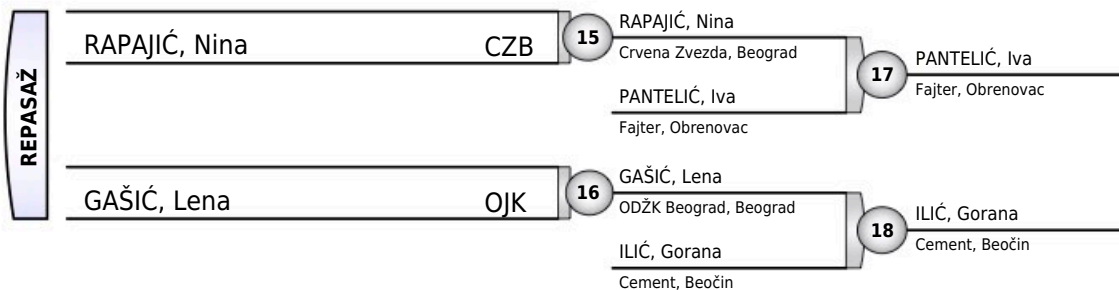 REPASAŽ
RAPAJIĆ, Nina CZB
15
RAPAJIĆ, Nina
Crvena Zvezda, Beograd
PANTELIĆ, Iva
Fajter, Obrenovac
17
PANTELIĆ, Iva
Fajter, Obrenovac
GAŠIĆ, Lena OJK
16
GAŠIĆ, Lena
ODŽK Beograd, Beograd
ILIĆ, Gorana
Cement, Beočin
18
ILIĆ, Gorana
Cement, Beočin